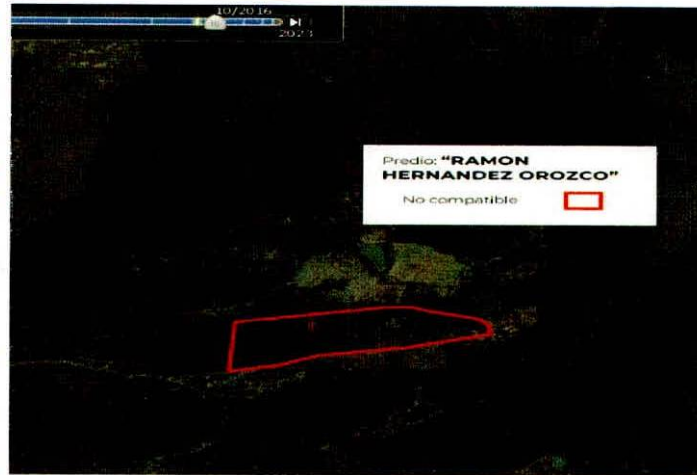 10/2016
2023
Predio: “RAMON
HERNANDEZ OROZCO”
No compatible